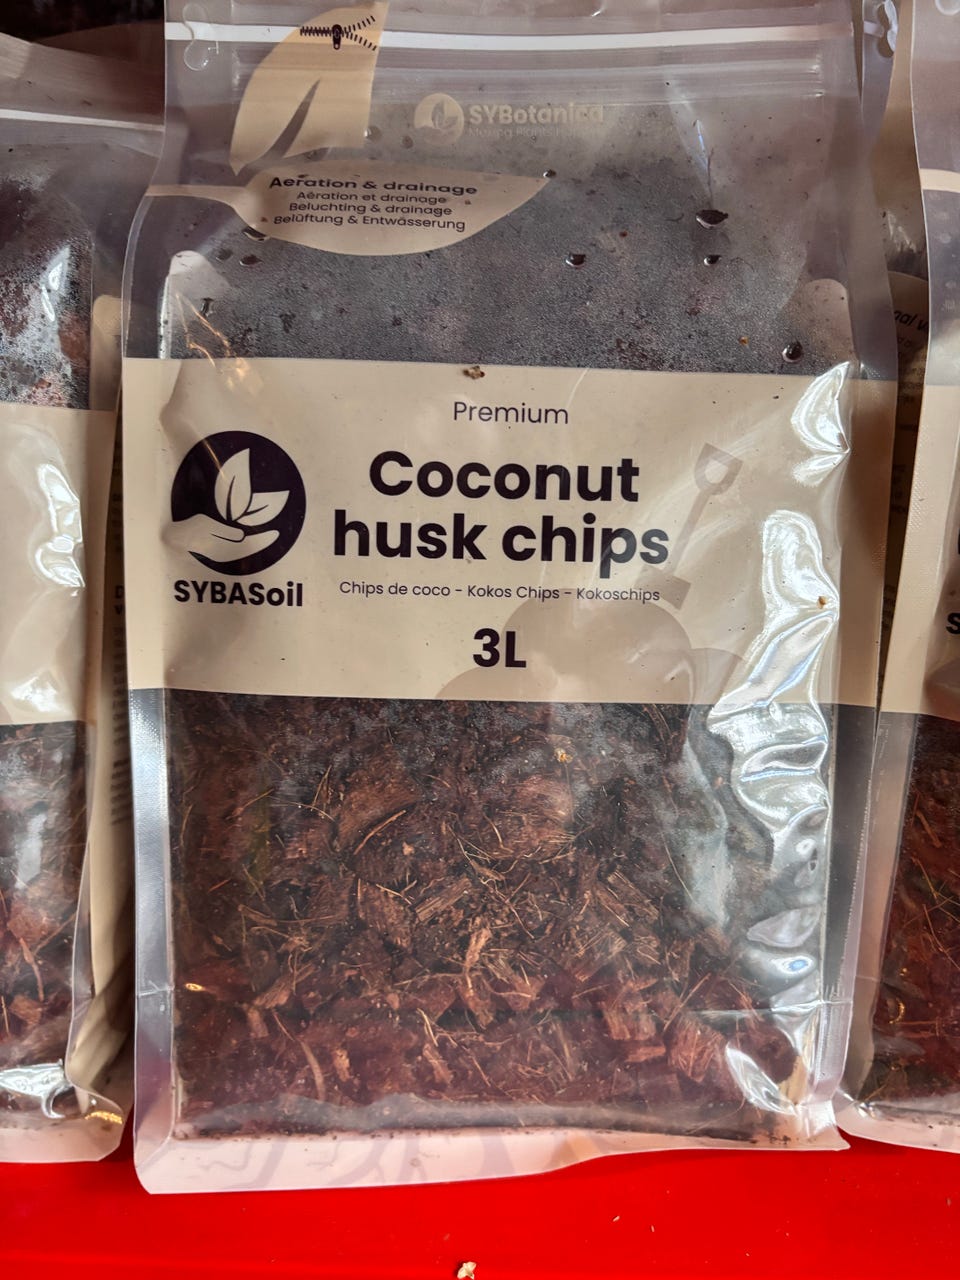 SYBotanica
Aeration & drainage
Aération et drainage
Beluchting & drainage
Belüftung & Entwässerung
Premium
Coconut
husk chips
SYBASoil
Chips de coco - Kokos Chips - Kokoschips
3L